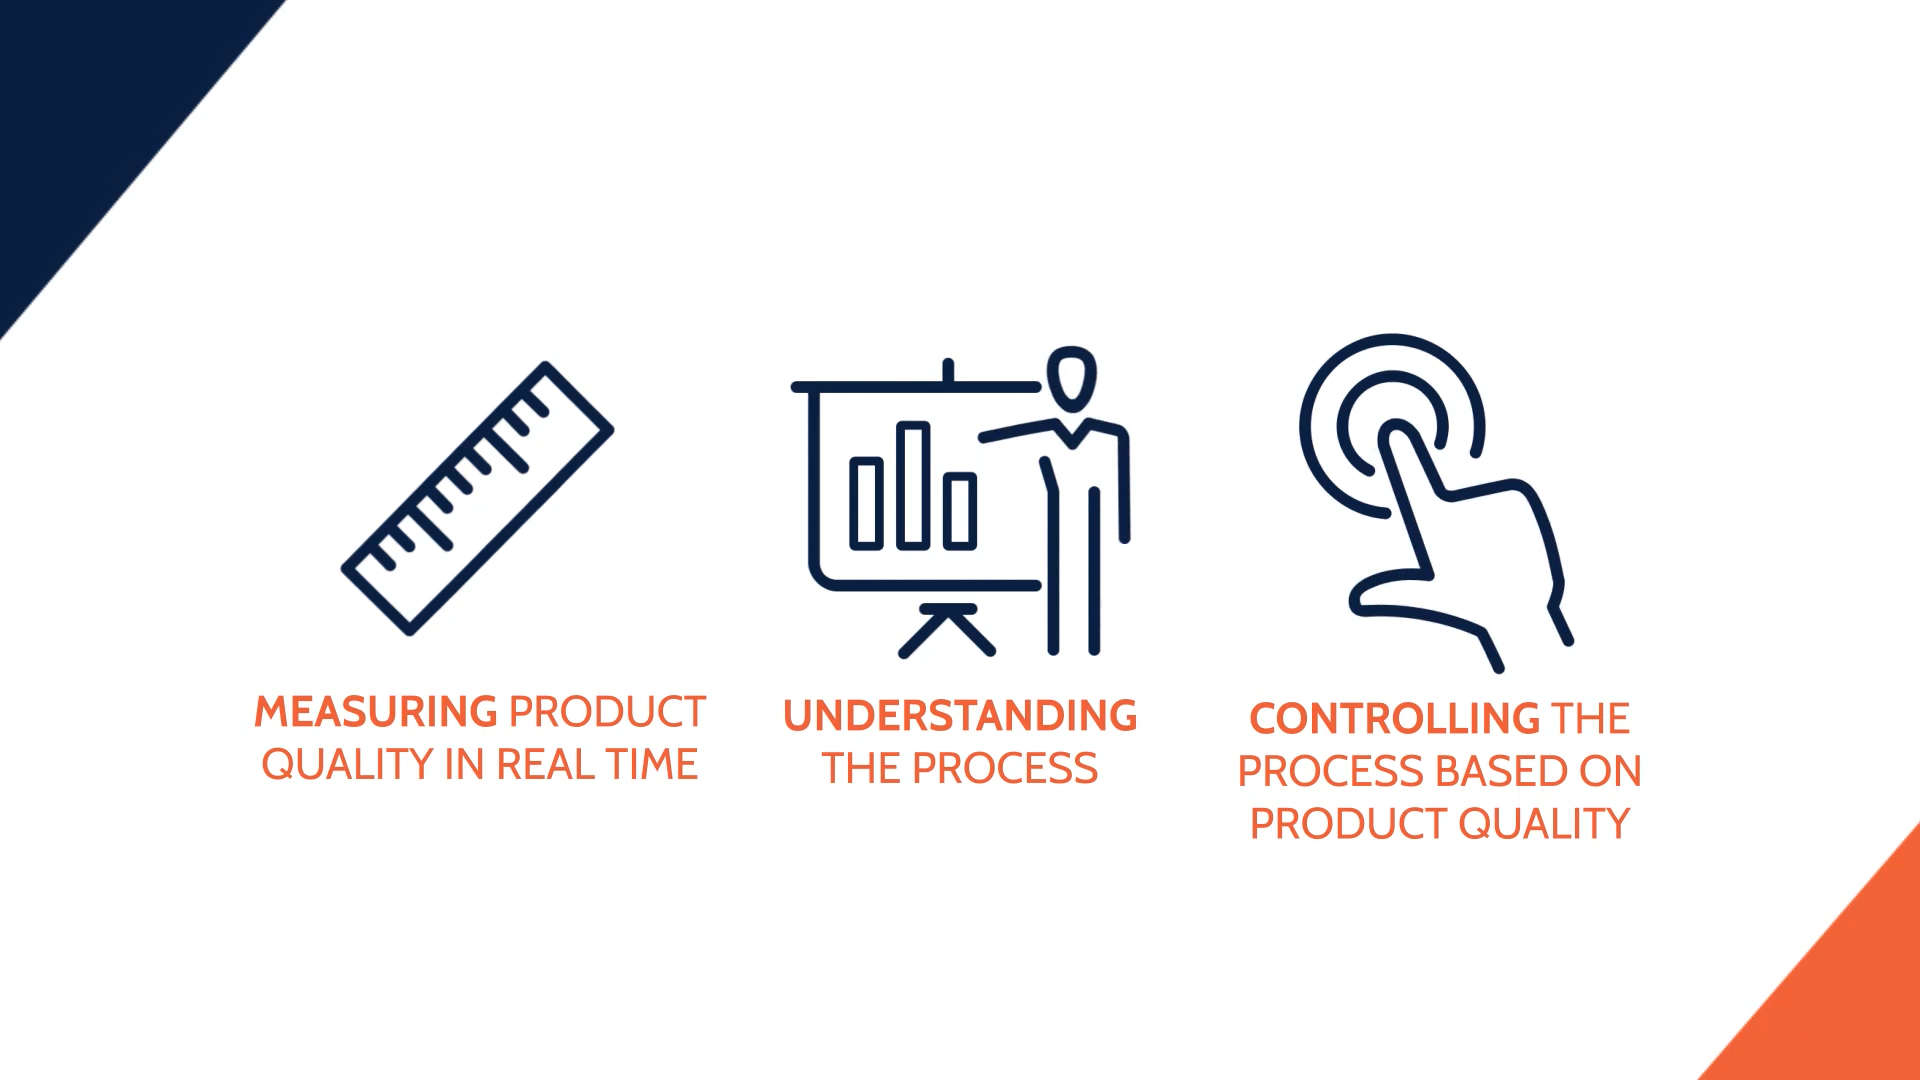 MEASURING PRODUCT
QUALITY IN REAL TIME
UNDERSTANDING
THE PROCESS
CONTROLLING THE
PROCESS BASED ON
PRODUCT QUALITY